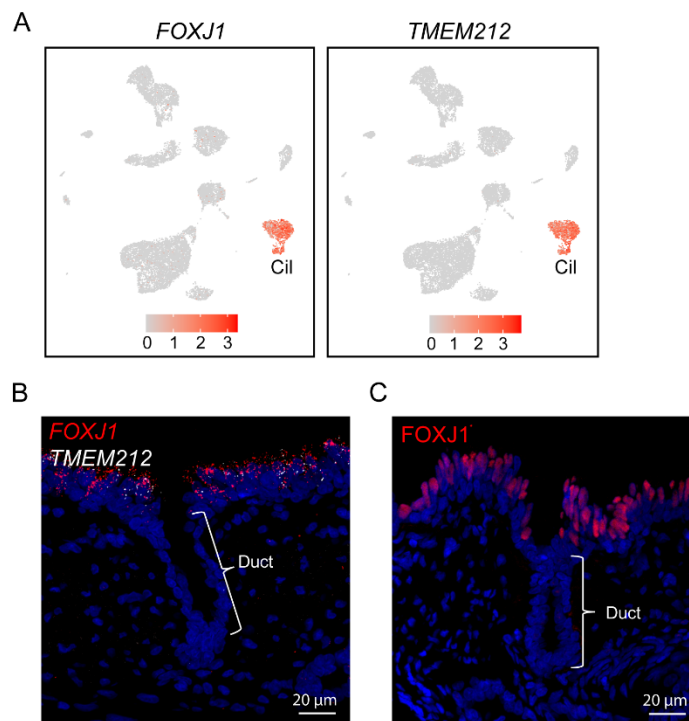 A
FOXJ1
TMEM212
Cil
Cil
0 1 2 3
0 1 2 3
B
C
FOXJ1
TMEM212
FOXJ1
Duct
Duct
20 µm
20 µm